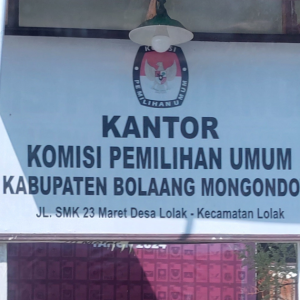 KOMISI
PEMILIHAN UMUM
KANTOR
KOMISI PEMILIHAN UMUM
KABUPATEN BOLAANG MONGONDO
JL. SMK 23 Maret Desa Lolak - Kecamatan Lolak
2024